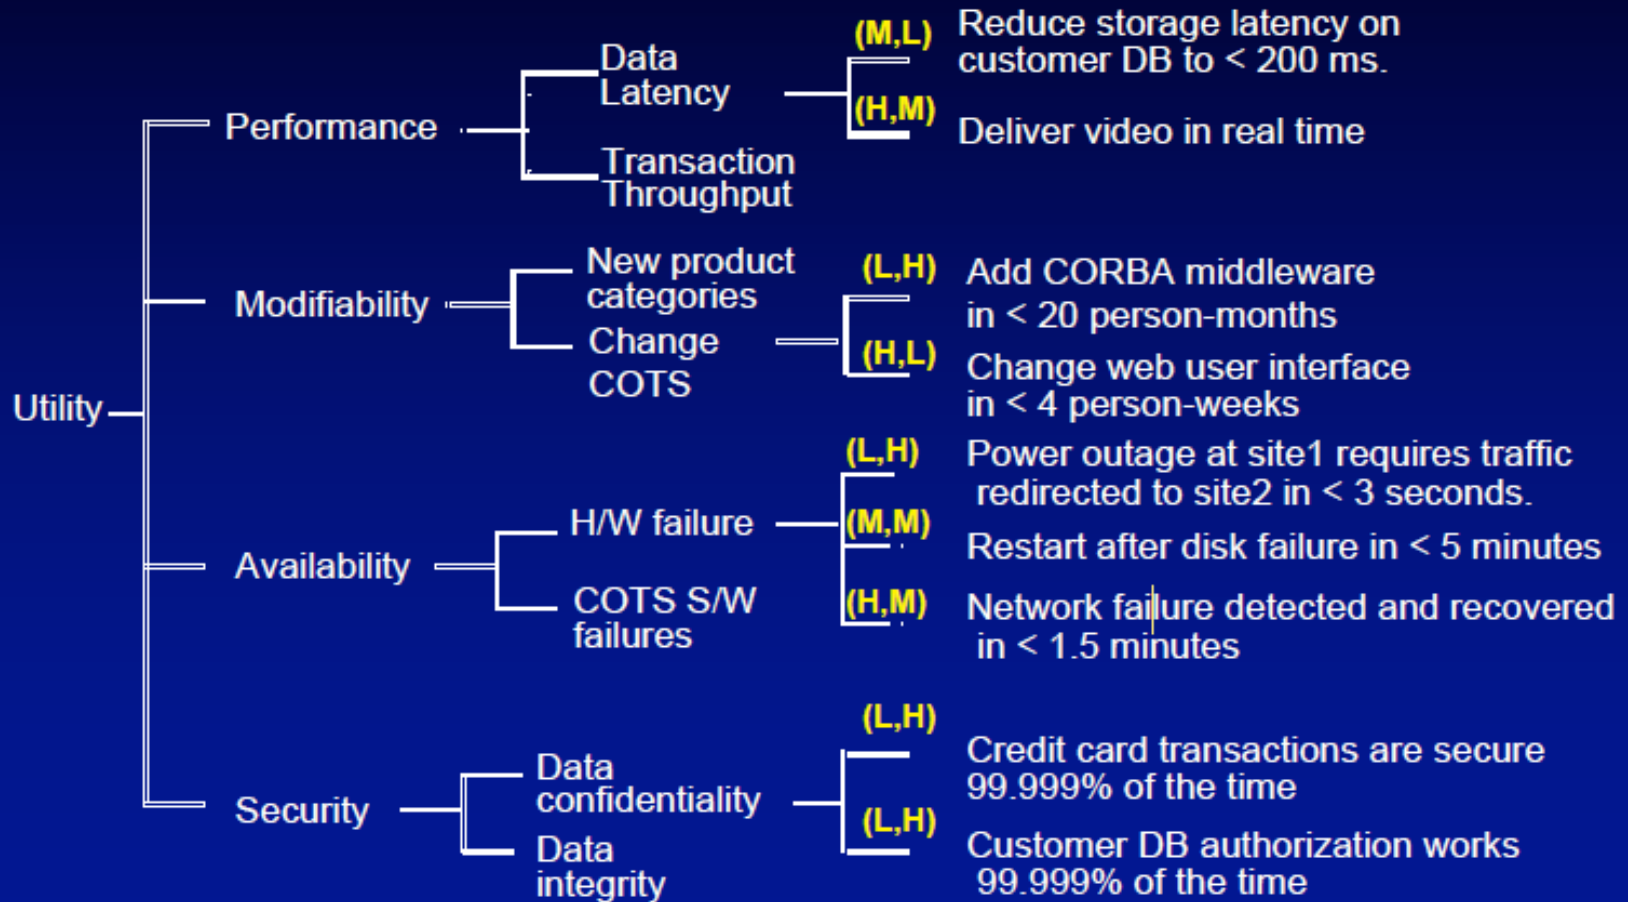 (M,L)
Reduce storage latency on
customer DB to < 200 ms.
Data
Latency
(H,M)
Deliver video in real time
Performance
Transaction
Throughput
New product
categories
(L,H)
Add CORBA middleware
in < 20 person-months
Modifiability
Change
COTS
(H,L)
Change web user interface
in < 4 person-weeks
Utility
(L,H)
Power outage at site1 requires traffic
redirected to site2 in < 3 seconds.
H/W failure
(M,M)
Restart after disk failure in < 5 minutes
Availability
COTS S/W
failures
(H,M)
Network failure detected and recovered
in < 1.5 minutes
(L,H)
Credit card transactions are secure
99.999% of the time
Data
confidentiality
Security
(L,H)
Customer DB authorization works
99.999% of the time
Data
integrity